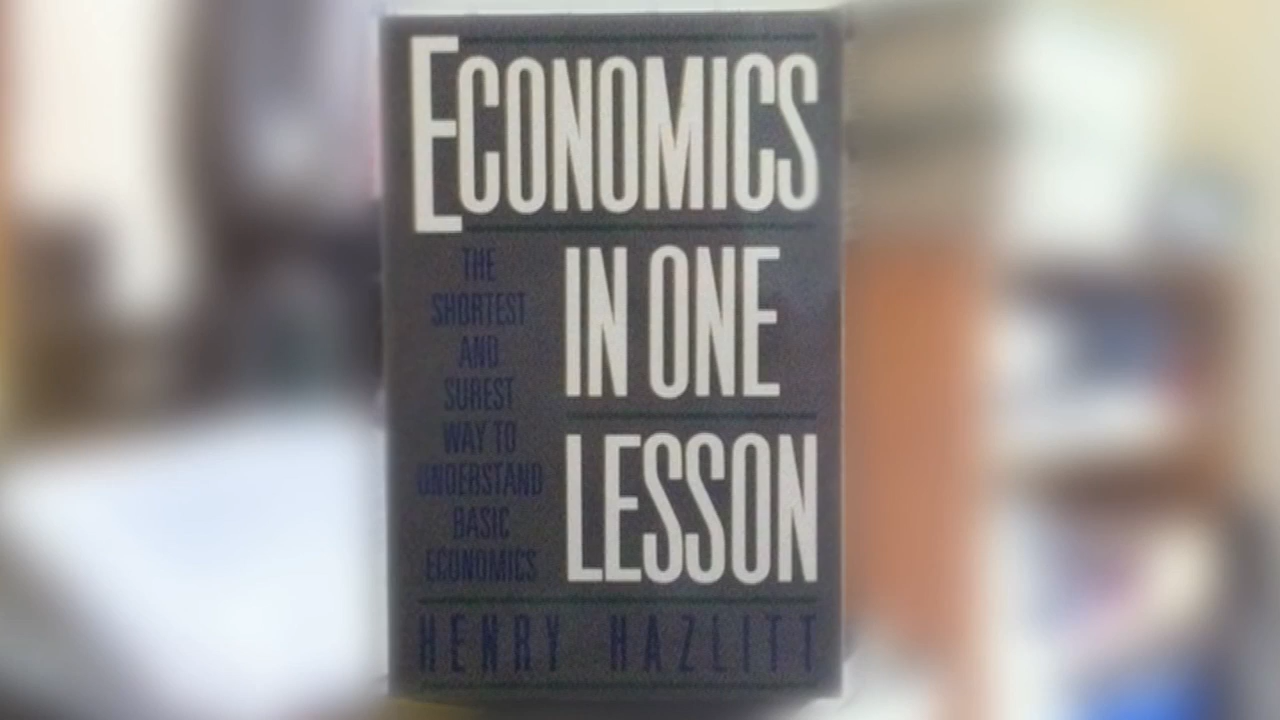 ECONOMICS
IN ONE
LESSON
THE
SHORTEST
AND
SUREST
WAY TO
UNDERSTAND
BASIC
ECONOMICS
HENRY HAZLITT